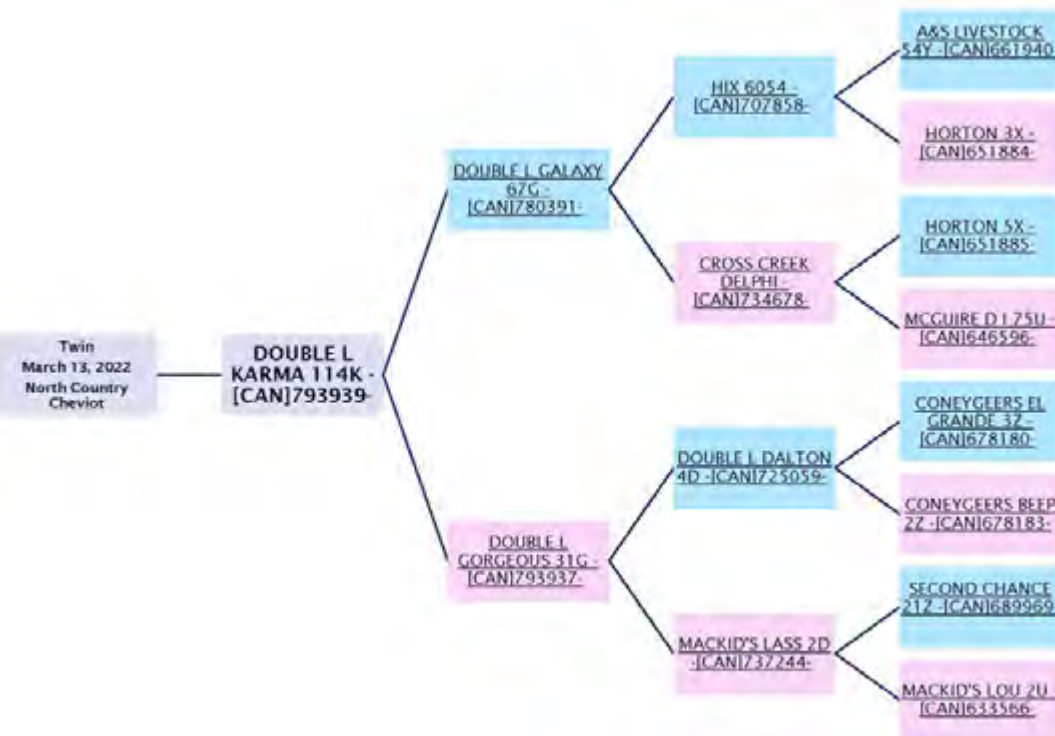 Twin
March 13, 2022
North Country
Cheviot
DOUBLE L
KARMA 114K -
[CAN]793939-
DOUBLE L GALAXY
67G -
[CAN]780391-
DOUBLE L
GORGEOUS 31G -
[CAN]793937-
HIX 6054 -
[CAN]707858-
CROSS CREEK
DELPHI -
[CAN]734678-
DOUBLE L DALTON
4D -[CAN]725059-
MACKID'S LASS 2D
-[CAN]737244-
A&S LIVESTOCK
54Y -[CAN]661940-
HORTON 3X -
[CAN]651884-
HORTON 5X -
[CAN]651885-
MCGUIRE D I 75U -
[CAN]646596-
CONEYGEERS EL
GRANDE 3Z -
[CAN]678180-
CONEYGEERS BEEP
2Z -[CAN]678183-
SECOND CHANCE
21Z -[CAN]689969-
MACKID'S LOU 2U -
[CAN]633566-